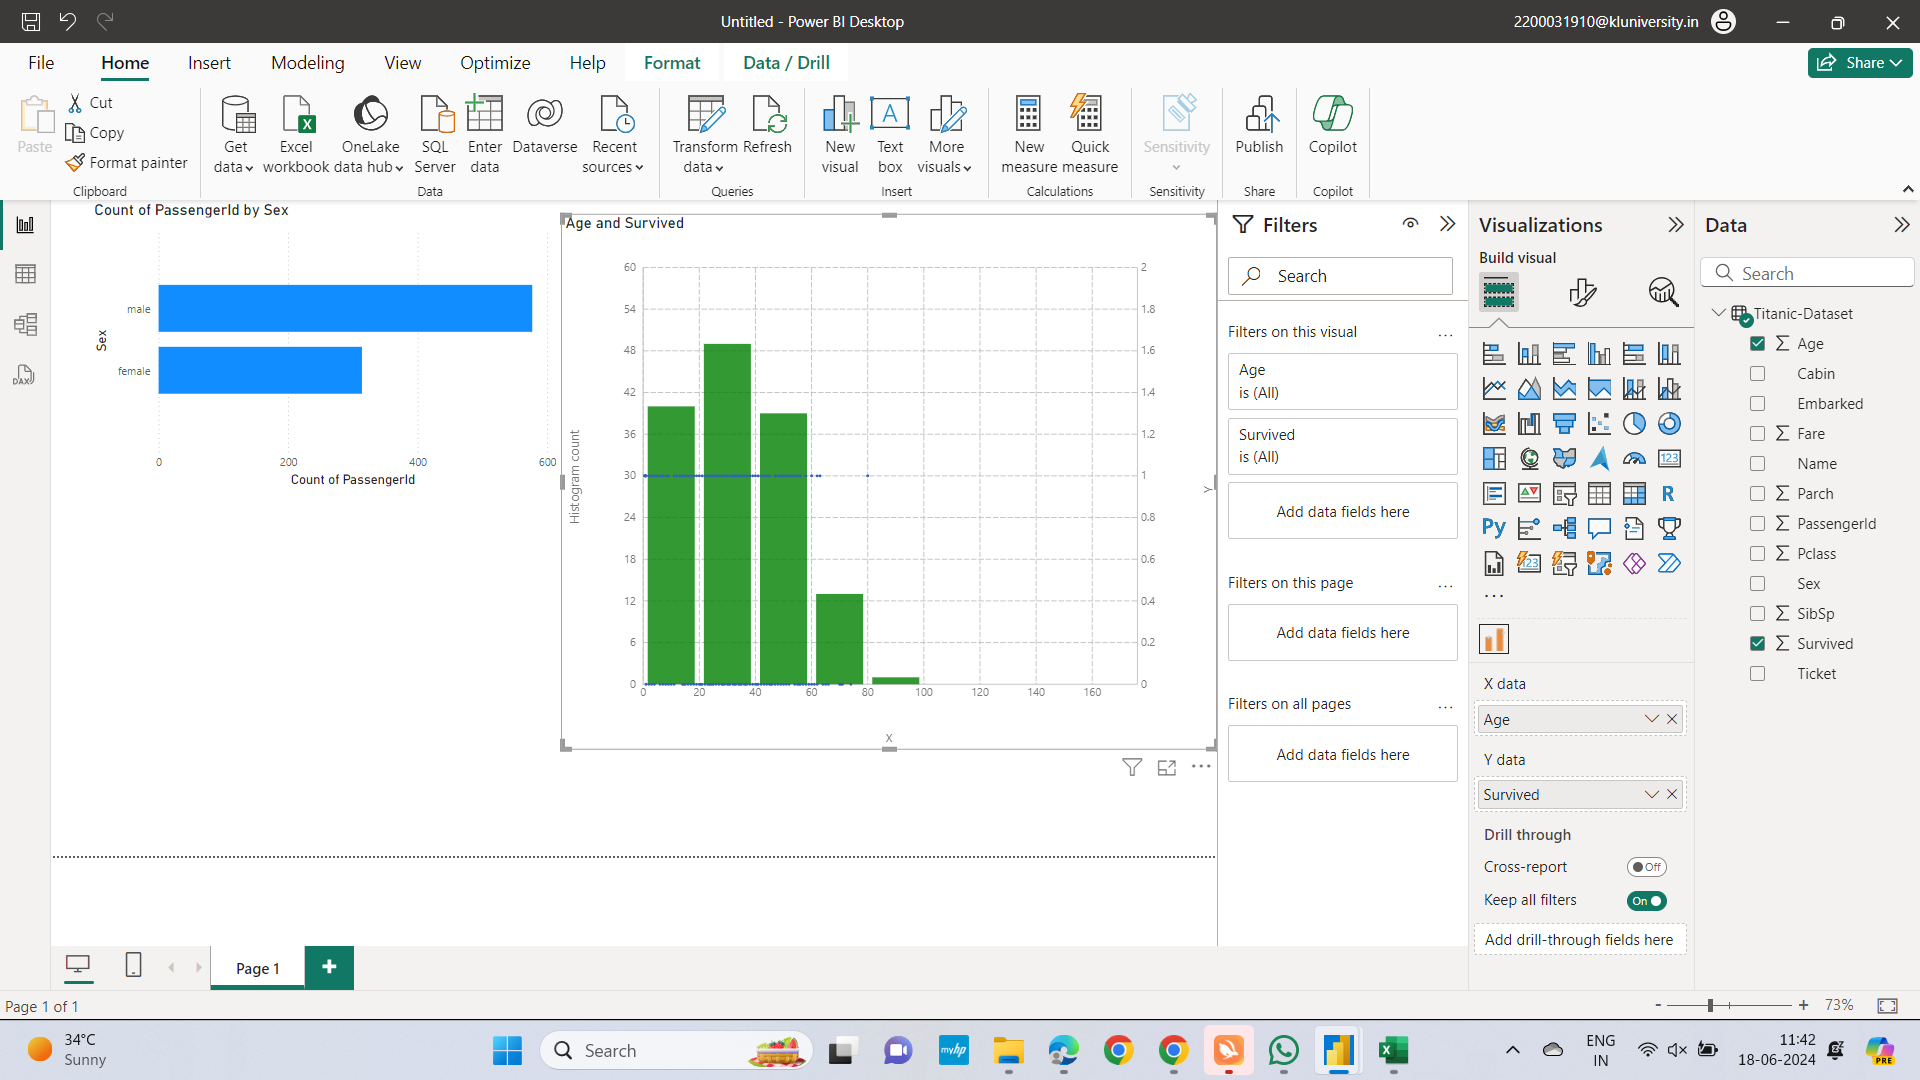 Untitled - Power BI Desktop
2200031910@kluniversity.in
File Home Insert Modeling View Optimize Help Format Data / Drill
Share
Paste
Cut
Copy
Format painter
Clipboard
Get data
Excel workbook
OneLake data hub
SQL Server
Enter data
Dataverse
Recent sources
Data
Transform data
Refresh
Queries
New visual
Text box
More visuals
Insert
New measure
Quick measure
Calculations
Sensitivity
Sensitivity
Publish
Share
Copilot
Copilot
DAX
Count of PassengerId by Sex
Sex
male
female
0 200 400 600
Count of PassengerId
Age and Survived
Histogram count
60
54
48
42
36
30
24
18
12
6
0
0 20 40 60 80 100 120 140 160
X
2
1.8
1.6
1.4
1.2
1
0.8
0.6
0.4
0.2
0
Y
Filters
Search
Filters on this visual
Age
is (All)
Survived
is (All)
Add data fields here
Filters on this page
Add data fields here
Filters on all pages
Add data fields here
Visualizations
Build visual
123
R
Py
123
X data
Age
Y data
Survived
Drill through
Cross-report
Off
Keep all filters
On
Add drill-through fields here
Data
Search
Titanic-Dataset
Age
Cabin
Embarked
Fare
Name
Parch
PassengerId
Pclass
Sex
SibSp
Survived
Ticket
Page 1
Page 1 of 1
- + 73%
34°C
Sunny
Search
myhp
ENG
IN
11:42
18-06-2024
PRE